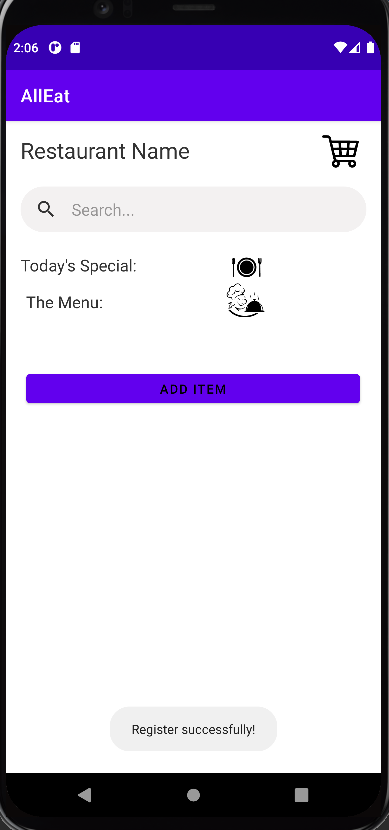 2:06
AllEat
Restaurant Name
Search...
Today's Special:
The Menu:
ADD ITEM
Register successfully!